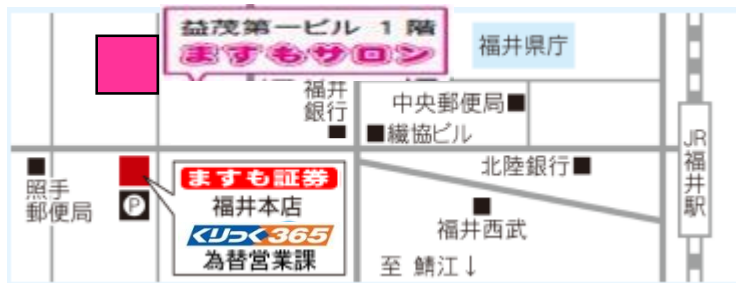 益茂第一ビル 1 階
ますもサロン
福井県庁
福井
銀行
中央郵便局
繊協ビル
JR
福
井
駅
照手
郵便局
P
ますも証券
福井本店
くりっく365
為替営業課
北陸銀行
福井西武
至 鯖江↓